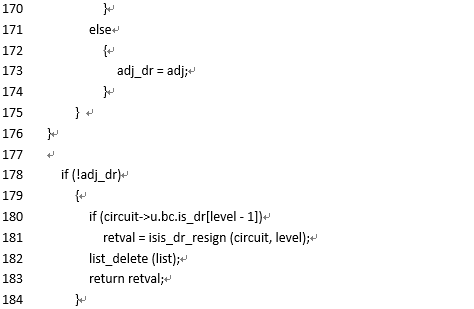 170 }
171 else
172 {
173 adj_dr = adj;
174 }
175 }
176 }
177
178 if (!adj_dr)
179 {
180 if (circuit->u.bc.is_dr[level - 1])
181 retval = isis_dr_resign (circuit, level);
182 list_delete (list);
183 return retval;
184 }